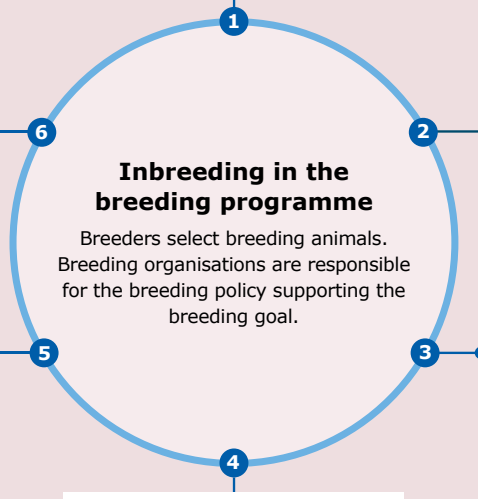 1
6
2
Inbreeding in the
breeding programme
Breeders select breeding animals.
Breeding organisations are responsible
for the breeding policy supporting the
breeding goal.
5
3
4